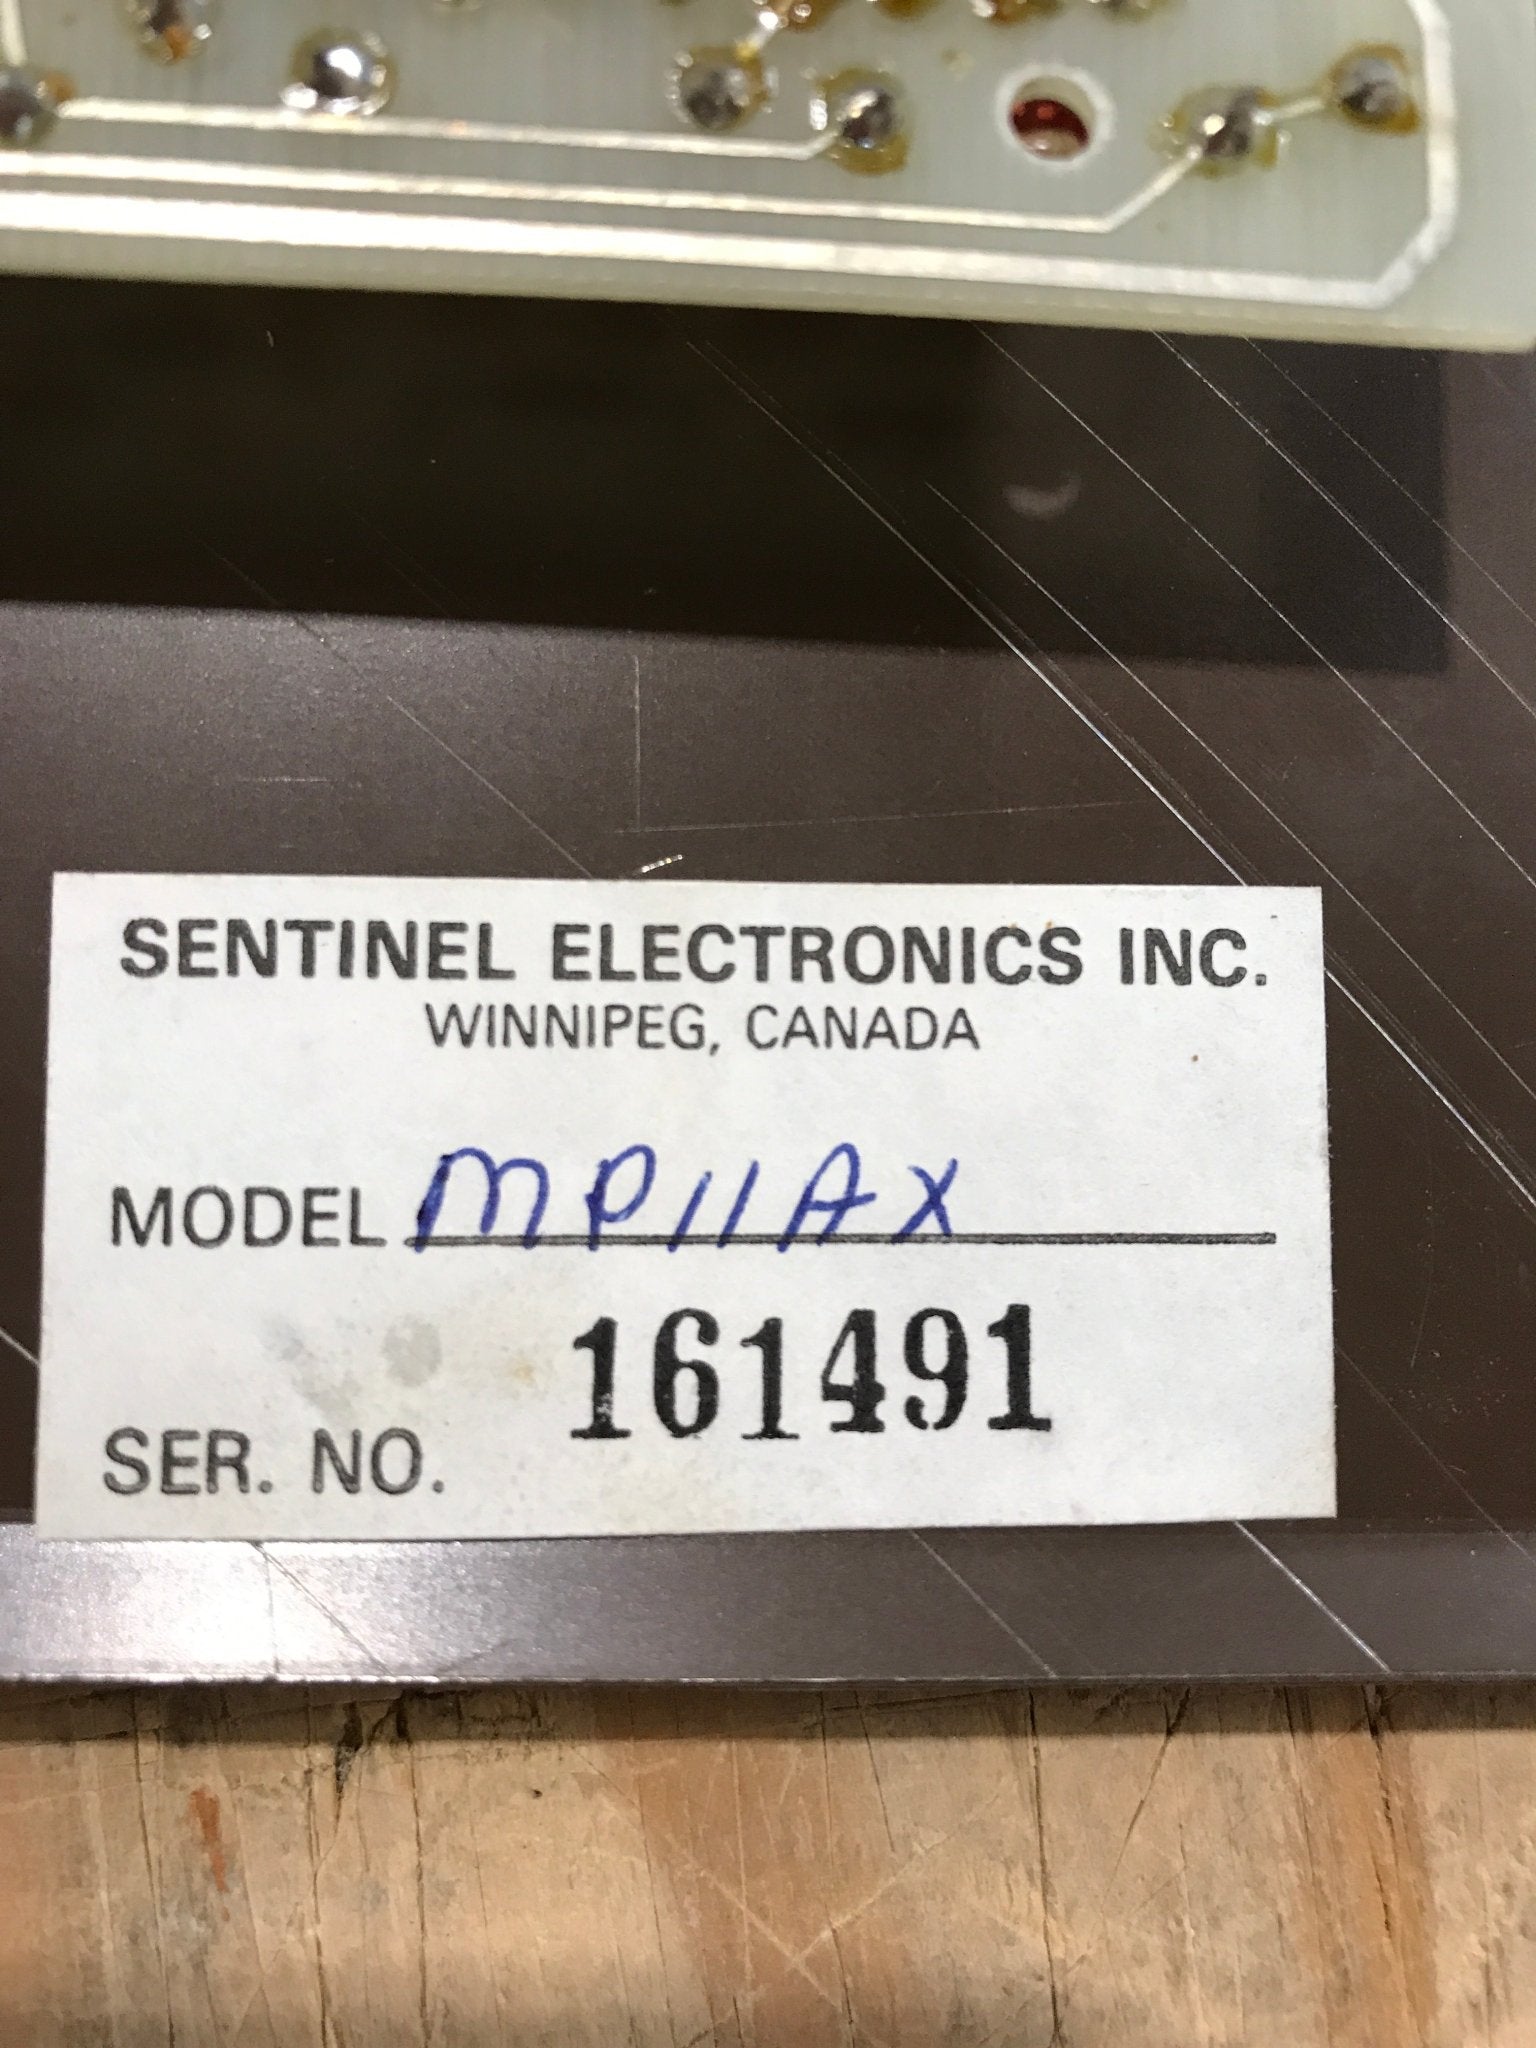 SENTINEL ELECTRONICS INC.
WINNIPEG, CANADA
MODEL MP11AX
SER. NO. 161491